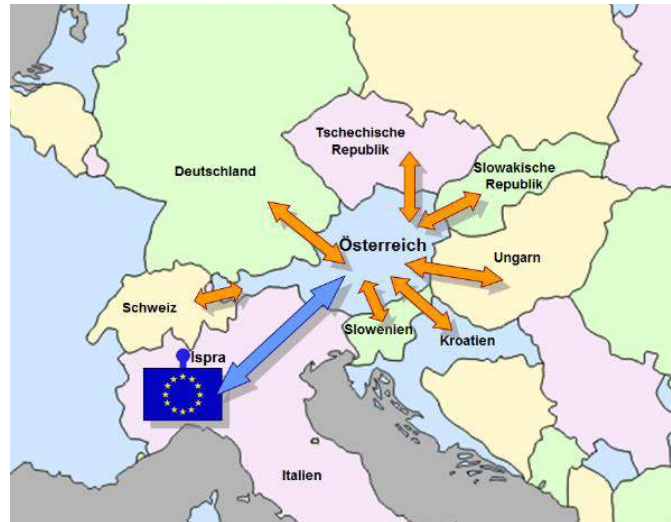 Tschechische
Republik
Deutschland
Slowakische
Republik
Österreich
Ungarn
Schweiz
Slowenien
Kroatien
Ispra
Italien